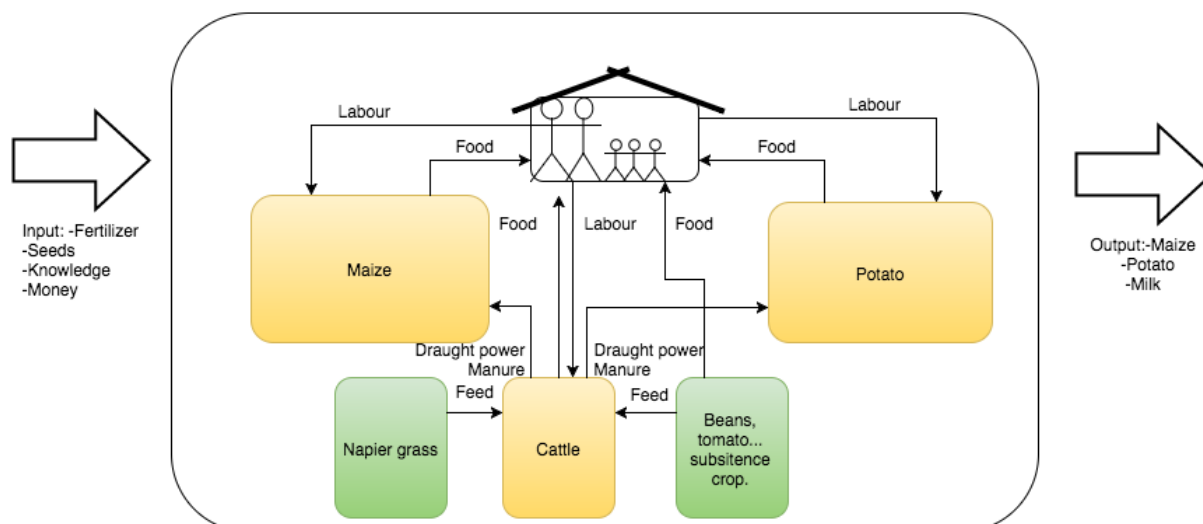 Labour
Labour
Food
Food
Input: -Fertilizer
-Seeds
-Knowledge
-Money
Food
Labour
Food
Output:-Maize
-Potato
-Milk
Maize
Potato
Draught power
Manure
Draught power
Manure
Feed
Feed
Napier grass
Cattle
Beans,
tomato...
subsitence
crop.